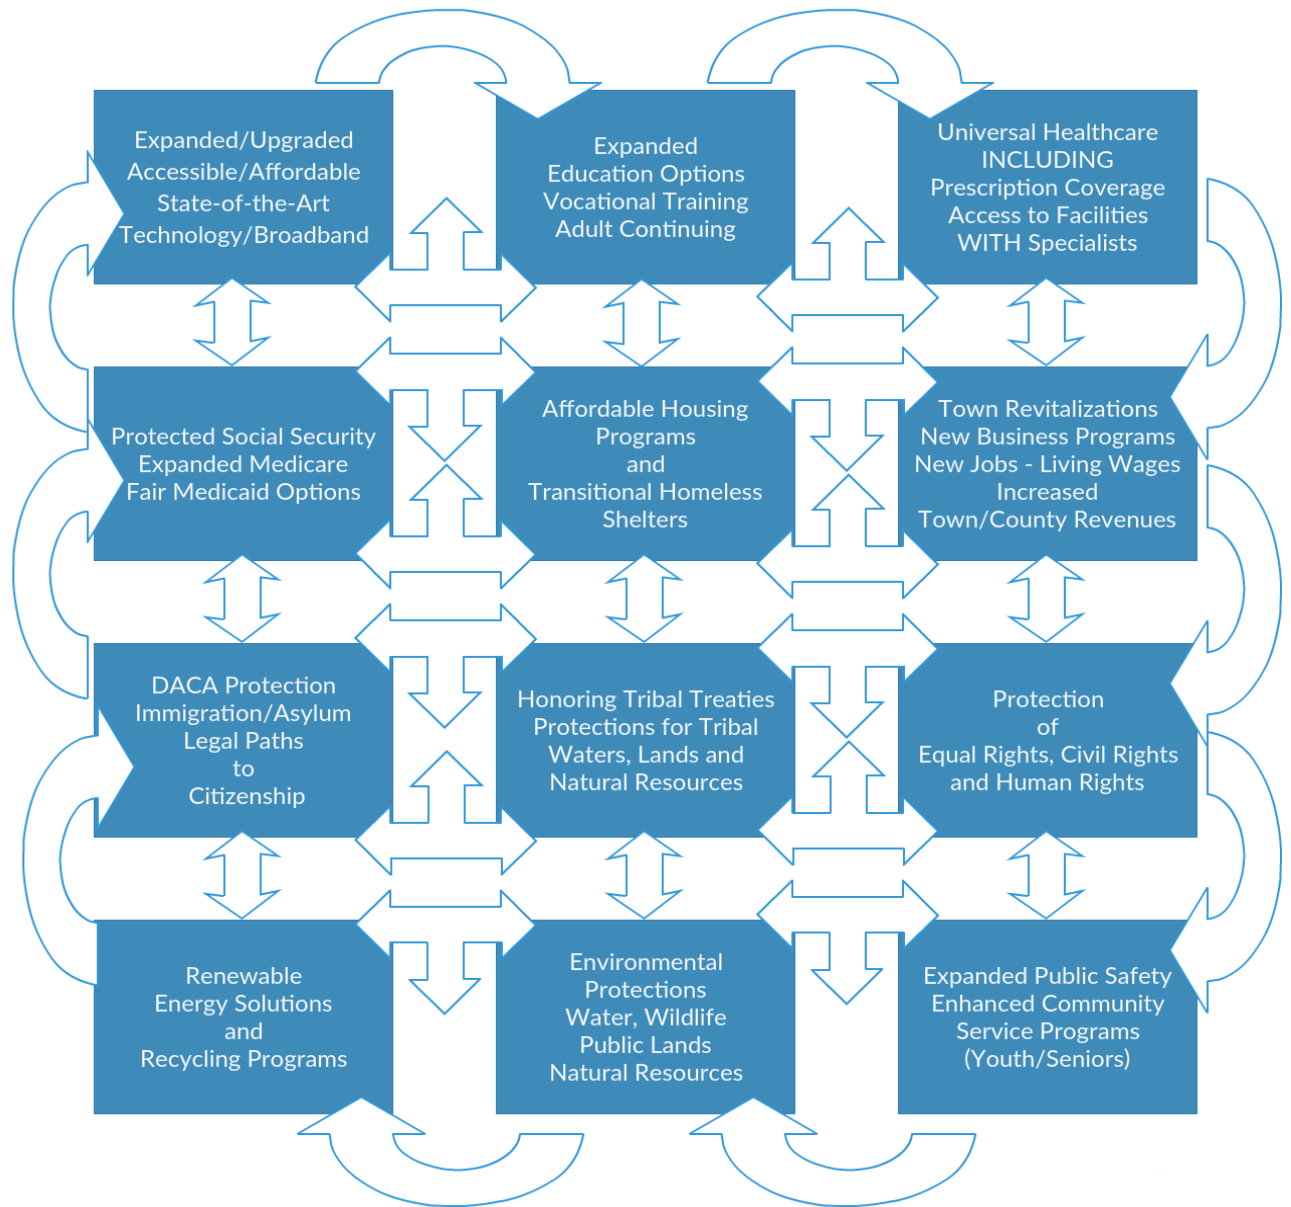 Expanded/Upgraded
Accessible/Affordable
State-of-the-Art
Technology/Broadband
Expanded
Education Options
Vocational Training
Adult Continuing
Universal Healthcare
INCLUDING
Prescription Coverage
Access to Facilities
WITH Specialists
Protected Social Security
Expanded Medicare
Fair Medicaid Options
Affordable Housing
Programs
and
Transitional Homeless
Shelters
Town Revitalizations
New Business Programs
New Jobs - Living Wages
Increased
Town/County Revenues
DACA Protection
Immigration/Asylum
Legal Paths
to
Citizenship
Honoring Tribal Treaties
Protections for Tribal
Waters, Lands and
Natural Resources
Protection
of
Equal Rights, Civil Rights
and Human Rights
Renewable
Energy Solutions
and
Recycling Programs
Environmental
Protections
Water, Wildlife
Public Lands
Natural Resources
Expanded Public Safety
Enhanced Community
Service Programs
(Youth/Seniors)